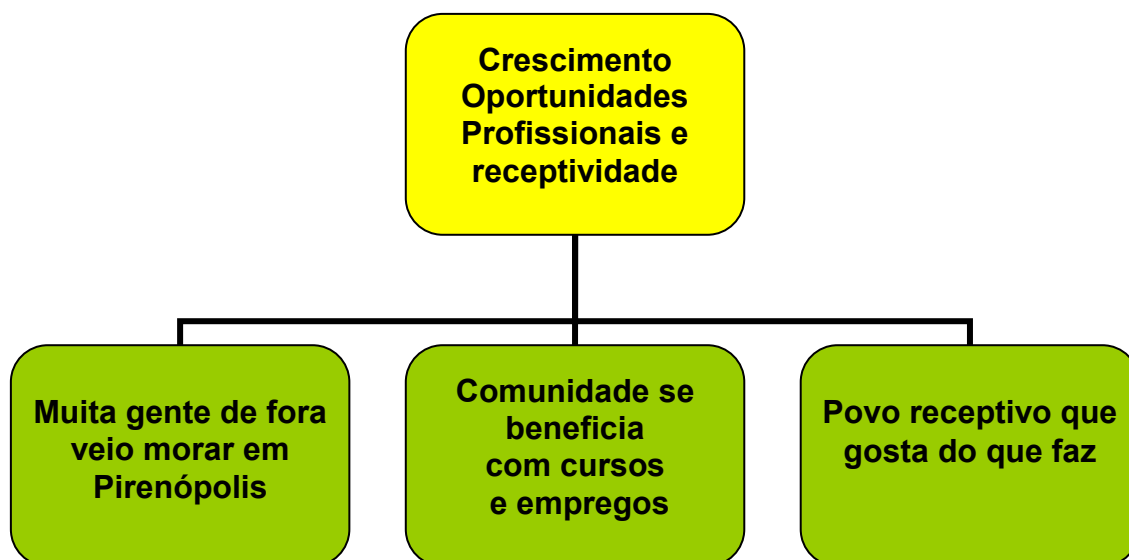 Crescimento
Oportunidades
Profissionais e
receptividade
Muita gente de fora
veio morar em
Pirenópolis
Comunidade se
beneficia
com cursos
e empregos
Povo receptivo que
gosta do que faz